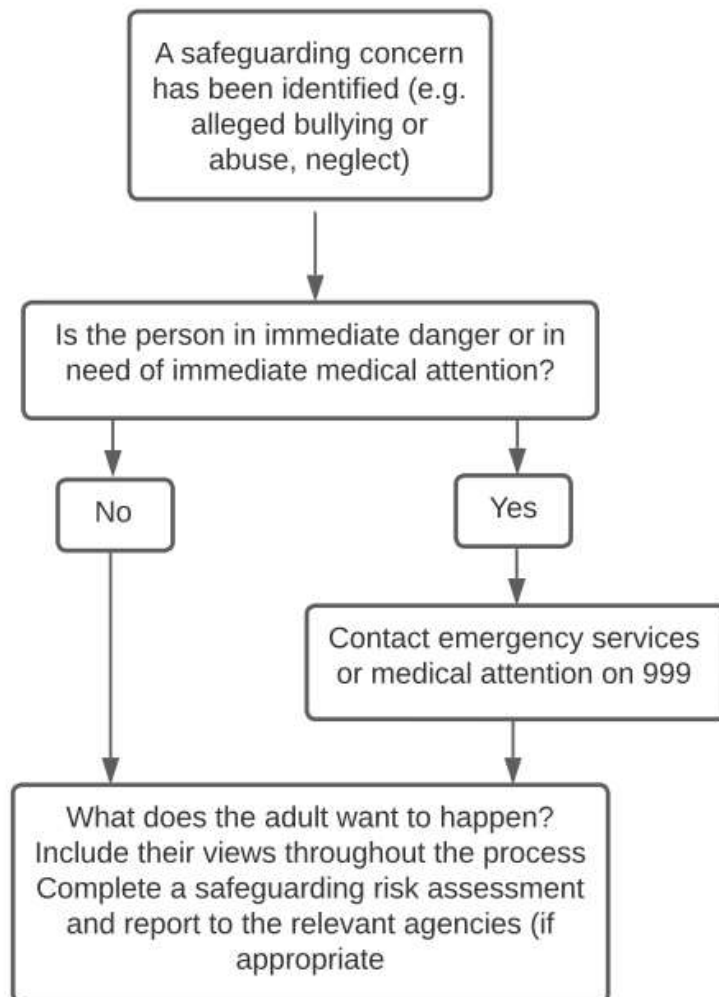 A safeguarding concern
has been identified (e.g.
alleged bullying or
abuse, neglect)
Is the person in immediate danger or in
need of immediate medical attention?
No
Yes
Contact emergency services
or medical attention on 999
What does the adult want to happen?
Include their views throughout the process
Complete a safeguarding risk assessment
and report to the relevant agencies (if
appropriate